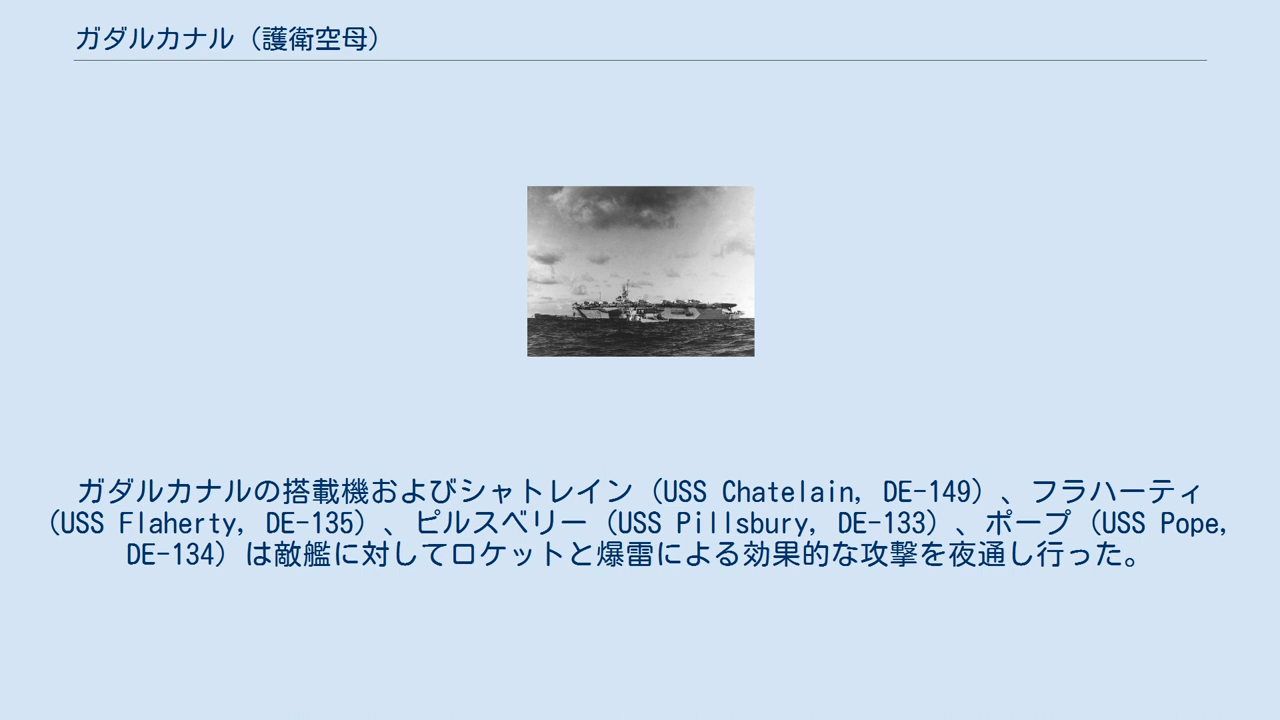 ガダルカナル（護衛空母）
ガダルカナルの搭載機およびシャトレイン（USS Chatelain, DE-149）、フラハーティ
（USS Flaherty, DE-135）、ピルスベリー（USS Pillsbury, DE-133）、ポープ（USS Pope,
DE-134）は敵艦に対してロケットと爆雷による効果的な攻撃を夜通し行った。